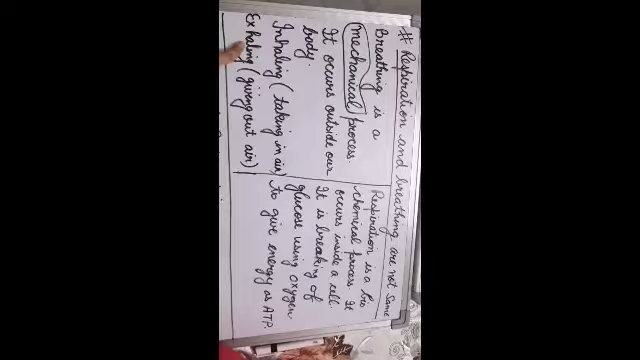 # Respiration and breathing are not same
Breathing is a
mechanical process.
It occurs outside our
body
Inhaling (taking in air)
Exhaling (giving out air)
Respiration is a bio
chemical process. It
occurs inside a cell.
It is breaking of
glucose using oxygen
to give energy as ATP.